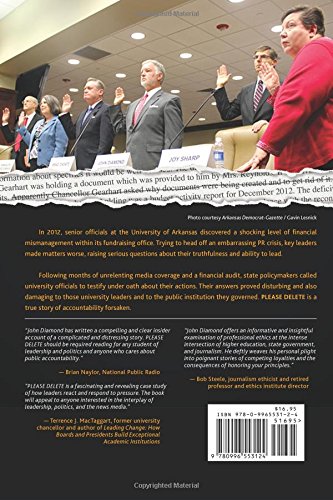 BRAD CHOATE
JOHN DIAMOND
JOY SHARP
information about specifics it would be
Gearhart was holding a document which was provided to him by Mrs. Reynolds.
Apparently Chancellor Gearhart asked why documents were being created and to get rid of
budget report for
December 2012. The deficit
Photo courtesy Arkansas Democrat-Gazette / Gavin Lesnick
In 2012, senior officials at the University of Arkansas discovered a shocking level of financial
mismanagement within its fundraising office. Trying to head off an embarrassing PR crisis, key leaders
made matters worse, raising serious questions about their truthfulness and ability to lead.
Following months of unrelenting media coverage and a financial audit, state policymakers called
university officials to testify under oath about their actions. Their answers proved disturbing and also
damaging to those university leaders and to the public institution they governed. PLEASE DELETE is a
true story of accountability forsaken.
"John Diamond has written a compelling and clear insider
account of a complicated and distressing story. PLEASE
DELETE should be required reading for any student of
leadership and politics and anyone who cares about
public accountability."
— Brian Naylor, National Public Radio
"PLEASE DELETE is a fascinating and revealing case study
of how leaders react and respond to pressure. The book
will appeal to anyone interested in the interplay of
leadership, politics, and the news media."
— Terrence J. MacTaggart, former university
chancellor and author of Leading Change: How
Boards and Presidents Build Exceptional
Academic Institutions
"John Diamond offers an informative and insightful
examination of professional ethics at the intense
intersection of higher education, state government,
and journalism. He deftly weaves his personal plight with
poignant stories of competing loyalties and the
consequences of honoring your principles."
— Bob Steele, journalism ethicist and retired
professor and ethics institute director
$16.95
ISBN 978-0-9965531-2-4
51695>
9 780996 553124